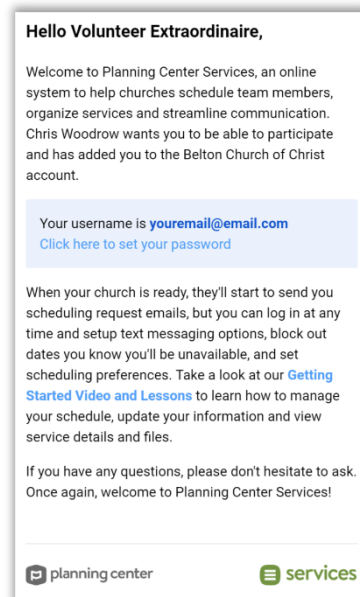 Hello Volunteer Extraordinaire,
Welcome to Planning Center Services, an online
system to help churches schedule team members,
organize services and streamline communication.
Chris Woodrow wants you to be able to participate
and has added you to the Belton Church of Christ
account.
Your username is youremail@email.com
Click here to set your password
When your church is ready, they'll start to send you
scheduling request emails, but you can log in at any
time and setup text messaging options, block out
dates you know you'll be unavailable, and set
scheduling preferences. Take a look at our Getting
Started Video and Lessons to learn how to manage
your schedule, update your information and view
service details and files.
If you have any questions, please don't hesitate to ask.
Once again, welcome to Planning Center Services!
planning center services